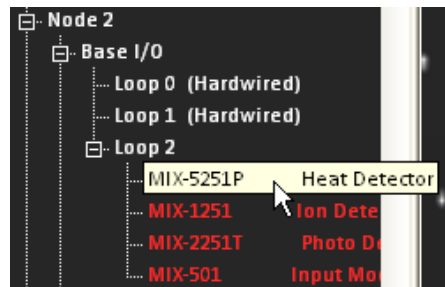 Node 2
Base I/O
Loop 0 (Hardwired)
Loop 1 (Hardwired)
Loop 2
MIX-5251P Heat Detector
MIX-1251 Ion Dete
MIX-2251T Photo De
MIX-501 Input Mo